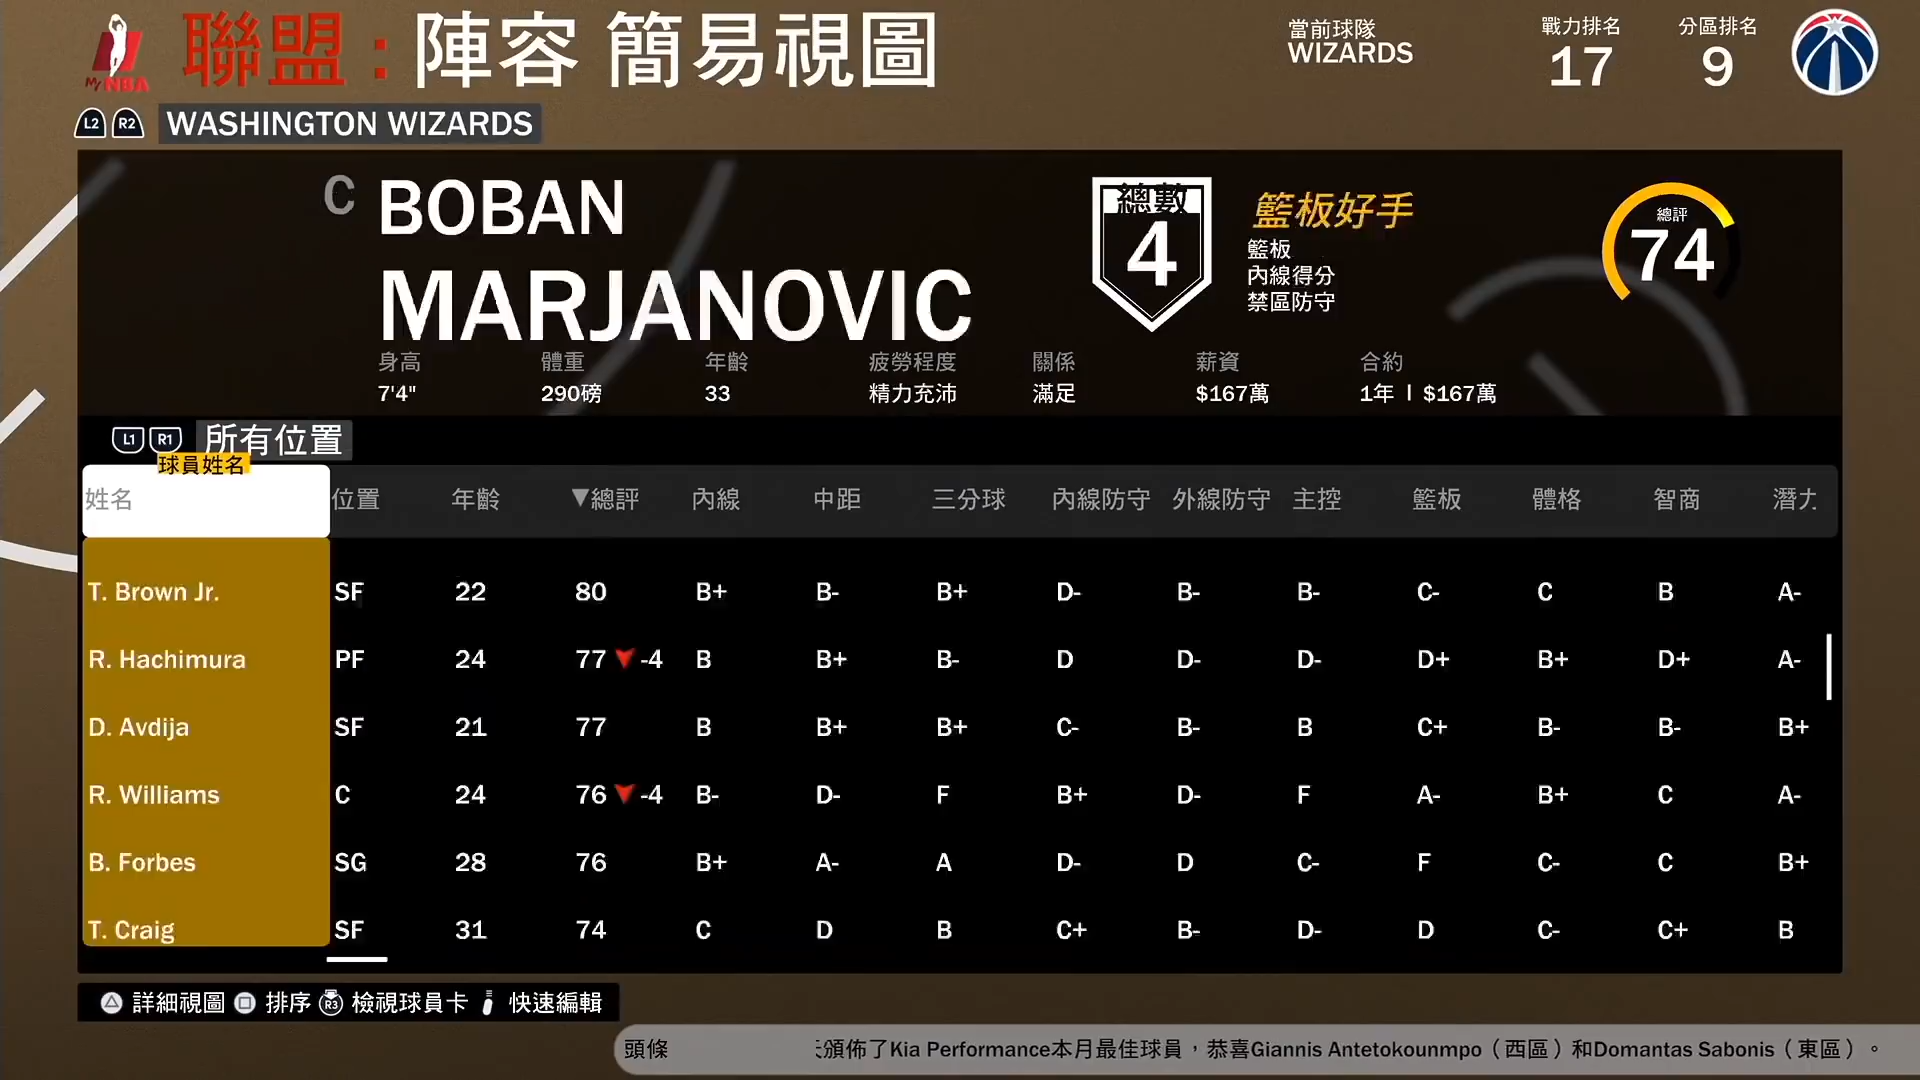 My NBA
聯盟：陣容 簡易視圖
當前球隊
WIZARDS
戰力排名
17
分區排名
9
L2 R2 WASHINGTON WIZARDS
C BOBAN
MARJANOVIC
總數
4
籃板好手
籃板
內線得分
禁區防守
總評
74
身高 體重 年齡 疲勞程度 關係 薪資 合約
7'4" 290磅 33 精力充沛 滿足 $167萬 1年 | $167萬
L1 R1 所有位置
球員姓名
姓名 位置 年齡 ▼總評 內線 中距 三分球 內線防守 外線防守 主控 籃板 體格 智商 潛力
T. Brown Jr. SF 22 80 B+ B- B+ D- B- B- C- C B A-
R. Hachimura PF 24 77 -4 B B+ B- D D- D- D+ B+ D+ A-
D. Avdija SF 21 77 B B+ B+ C- B- B C+ B- B- B+
R. Williams C 24 76 -4 B- D- F B+ D- F A- B+ C A-
B. Forbes SG 28 76 B+ A- A D- D C- F C- C B+
T. Craig SF 31 74 C D B C+ B- D- D C- C+ B
詳細視圖 排序 R3 檢視球員卡 快速編輯
頭條 頒佈了Kia Performance本月最佳球員，恭喜Giannis Antetokounmpo（西區）和Domantas Sabonis（東區）。